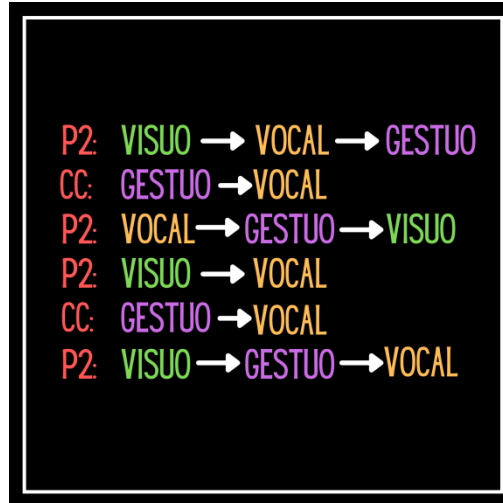 P2: VISUO → VOCAL → GESTUO
CC: GESTUO → VOCAL
P2: VOCAL → GESTUO → VISUO
P2: VISUO → VOCAL
CC: GESTUO → VOCAL
P2: VISUO → GESTUO → VOCAL